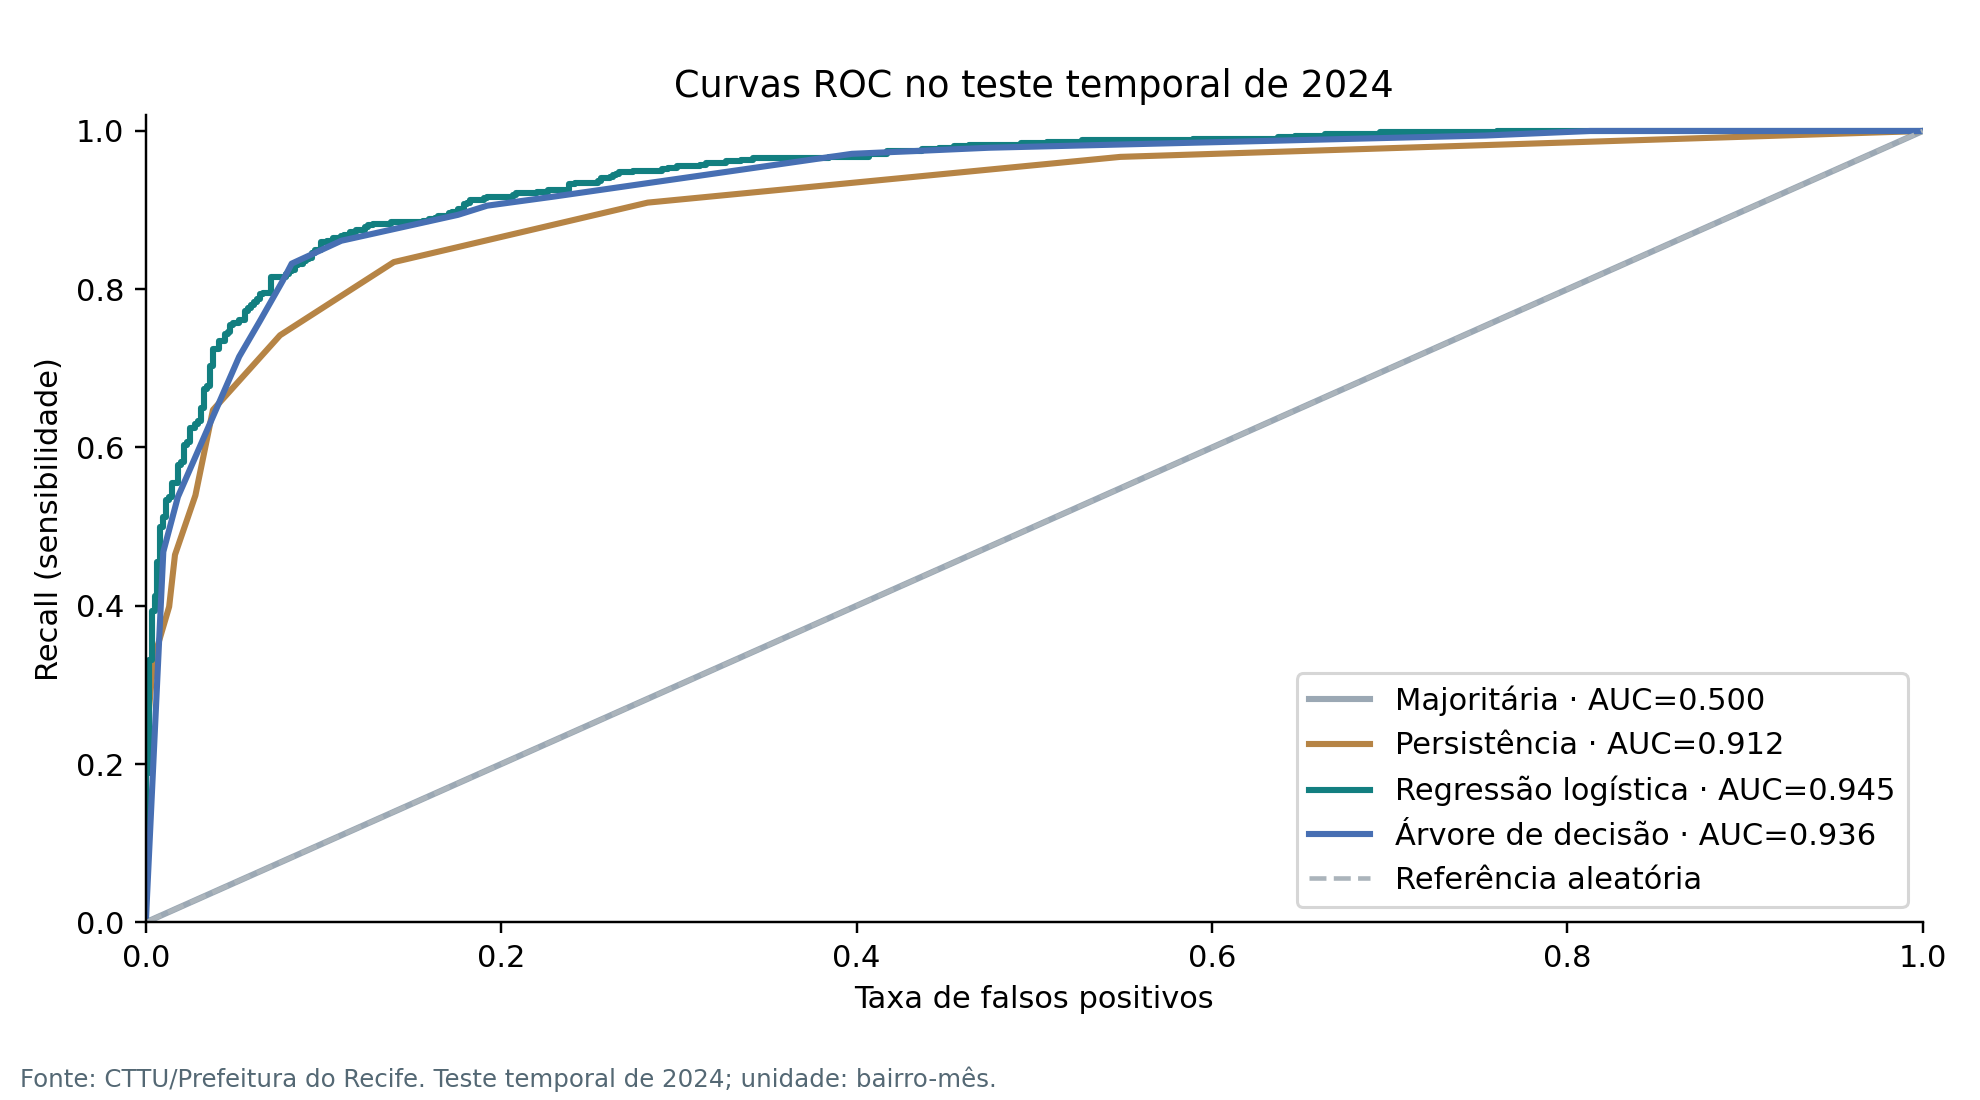 Curvas ROC no teste temporal de 2024
Recall (sensibilidade)
1.0
0.8
0.6
0.4
0.2
0.0
0.0 0.2 0.4 0.6 0.8 1.0
Taxa de falsos positivos
Majoritária · AUC=0.500
Persistência · AUC=0.912
Regressão logística · AUC=0.945
Árvore de decisão · AUC=0.936
Referência aleatória
Fonte: CTTU/Prefeitura do Recife. Teste temporal de 2024; unidade: bairro-mês.